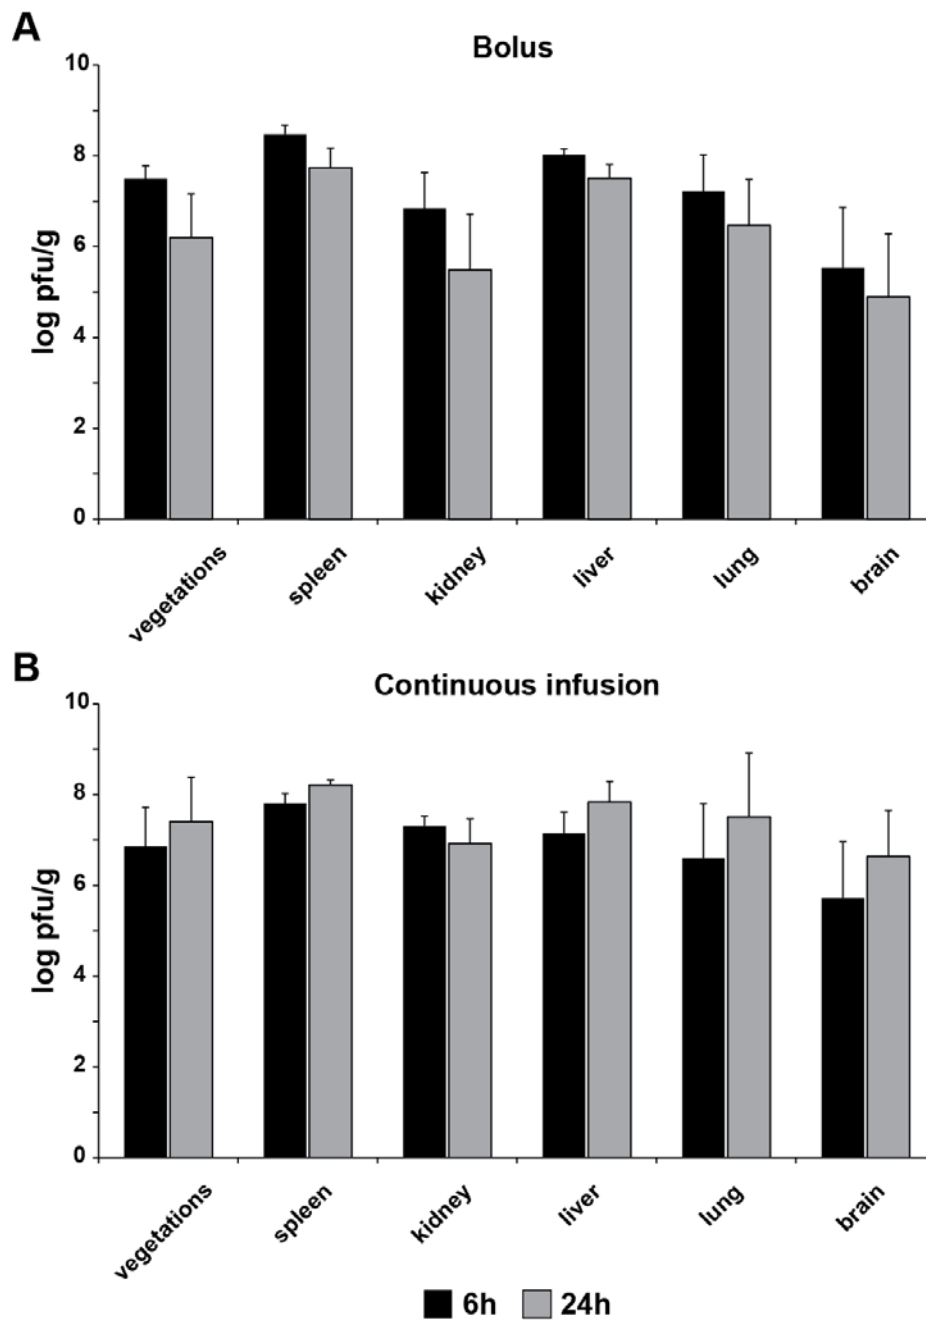 A
Bolus
10
8
6
4
2
0
log pfu/g
vegetations
spleen
kidney
liver
lung
brain
B
Continuous infusion
10
8
6
4
2
0
log pfu/g
vegetations
spleen
kidney
liver
lung
brain
6h 24h